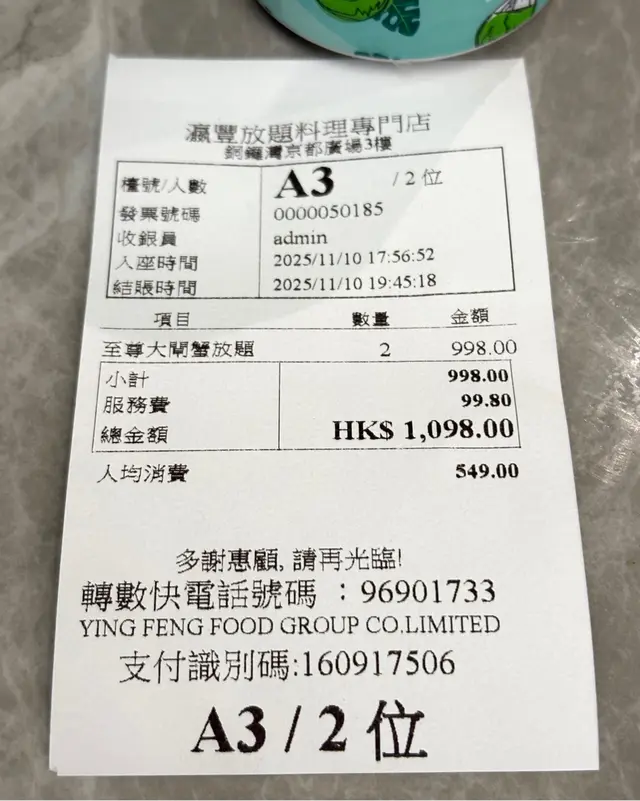 瀛豐放題料理專門店
銅鑼灣京都廣場3樓
檯號/人數 A3 / 2 位
發票號碼 0000050185
收銀員 admin
入座時間 2025/11/10 17:56:52
結賬時間 2025/11/10 19:45:18
項目 數量 金額
至尊大閘蟹放題 2 998.00
小計 998.00
服務費 99.80
總金額 HK$ 1,098.00
人均消費 549.00
多謝惠顧, 請再光臨!
轉數快電話號碼 : 96901733
YING FENG FOOD GROUP CO.LIMITED
支付識別碼:160917506
A3 / 2 位